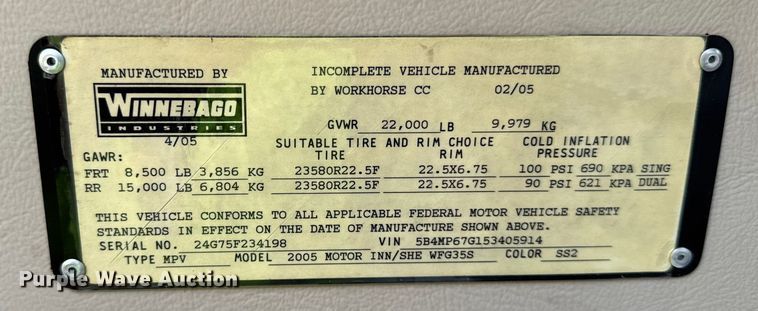 MANUFACTURED BY
WINNEBAGO
INDUSTRIES
4/05
INCOMPLETE VEHICLE MANUFACTURED
BY WORKHORSE CC 02/05
GVWR 22,000 LB 9,979 KG
SUITABLE TIRE AND RIM CHOICE COLD INFLATION
GAWR: TIRE RIM PRESSURE
FRT 8,500 LB 3,856 KG 23580R22.5F 22.5X6.75 100 PSI 690 KPA SING
RR 15,000 LB 6,804 KG 23580R22.5F 22.5X6.75 90 PSI 621 KPA DUAL
THIS VEHICLE CONFORMS TO ALL APPLICABLE FEDERAL MOTOR VEHICLE SAFETY
STANDARDS IN EFFECT ON THE DATE OF MANUFACTURE SHOWN ABOVE.
SERIAL NO. 24G75F234198 VIN 5B4MP67G153405914
TYPE MPV MODEL 2005 MOTOR INN/SHE WFG35S COLOR SS2
Purple Wave Auction